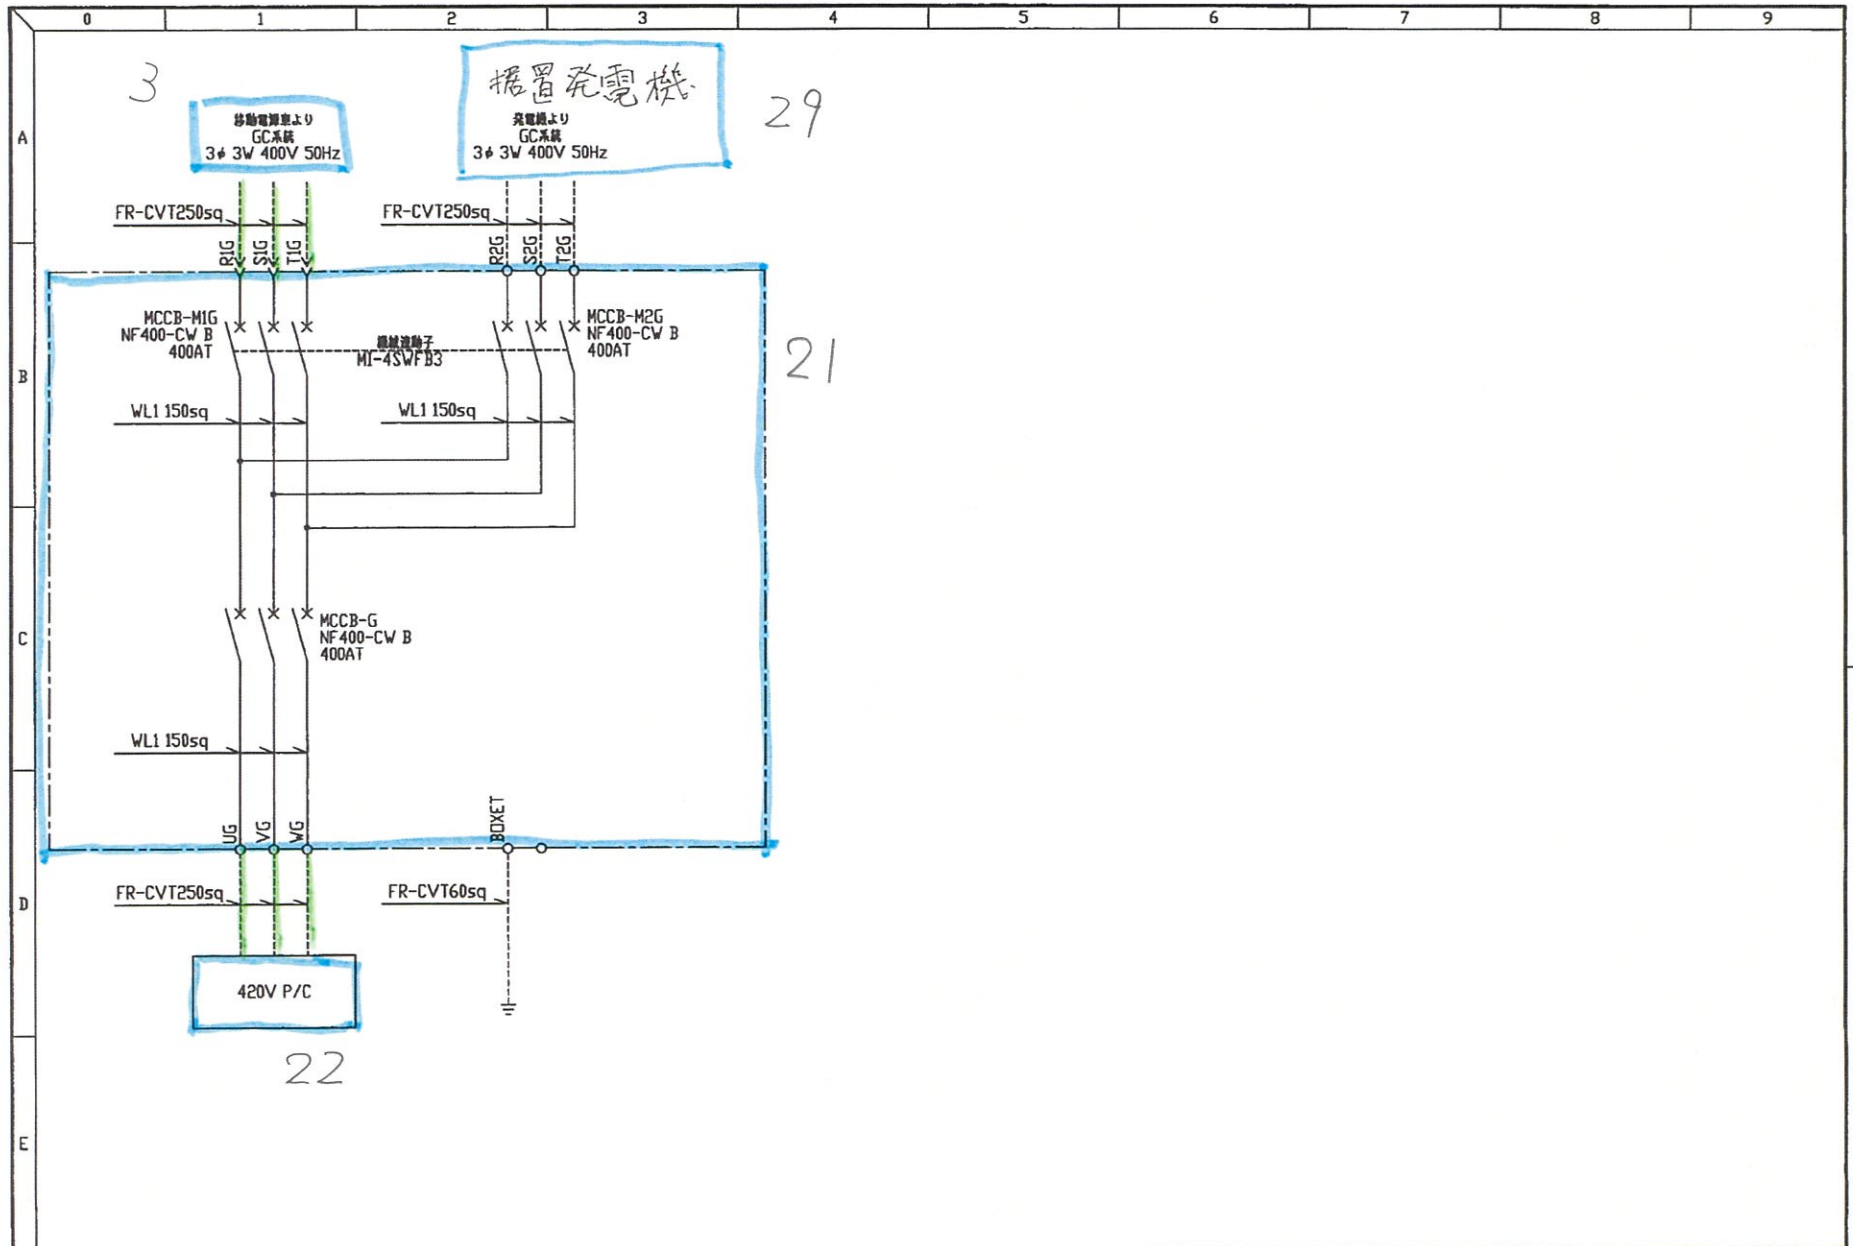 0 1 2 3 4 5 6 7 8 9
3
据置発電機
29
移動電源車より
GC系統
3φ 3W 400V 50Hz
発電機より
GC系統
3φ 3W 400V 50Hz
A
FR-CVT250sq
FR-CVT250sq
R1G
S1G
T1G
R2G
S2G
T2G
MCCB-M1G
NF400-CW B
400AT
機械連動子
MI-4SWFB3
MCCB-M2G
NF400-CW B
400AT
21
B
WL1 150sq
WL1 150sq
MCCB-G
NF400-CW B
400AT
C
WL1 150sq
UG
VG
WG
BOXET
FR-CVT250sq
FR-CVT60sq
D
420V P/C
22
E